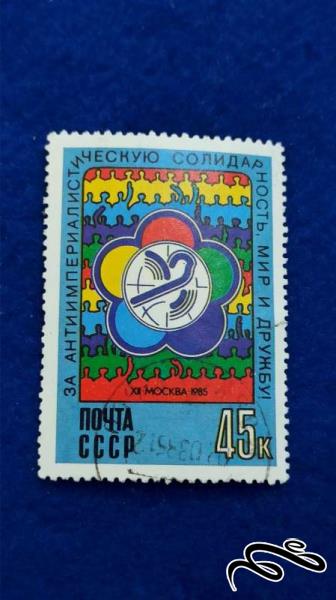 ЗА АНТИИМПЕРИАЛИСТИЧЕСКУЮ СОЛИДАРНОСТЬ, МИР И ДРУЖБУ!
XII МОСКВА 1985
ПОЧТА
СССР
45к